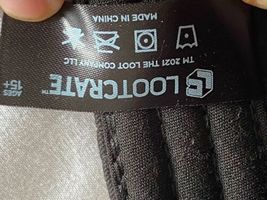 LOOTCRATE
AGES
15+
TM 2021 THE LOOT COMPANY LLC
MADE IN CHINA